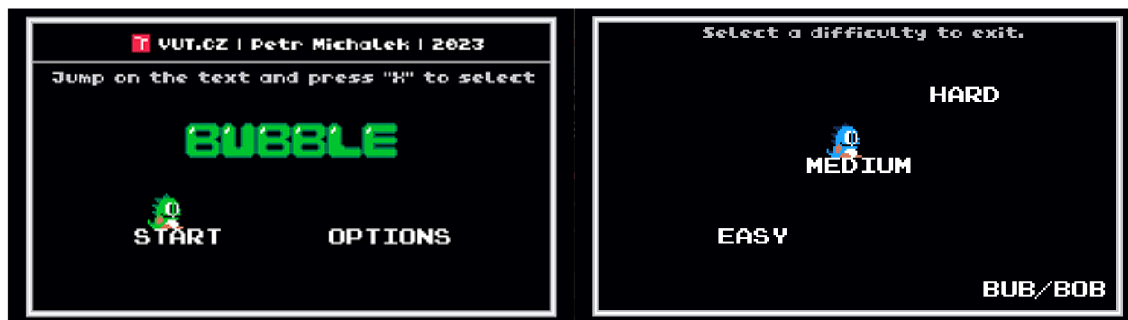 VUT.CZ | Petr Michalek | 2023
Jump on the text and press "X" to select
BUBBLE
START OPTIONS
Select a difficulty to exit.
HARD
MEDIUM
EASY
BUB/BOB